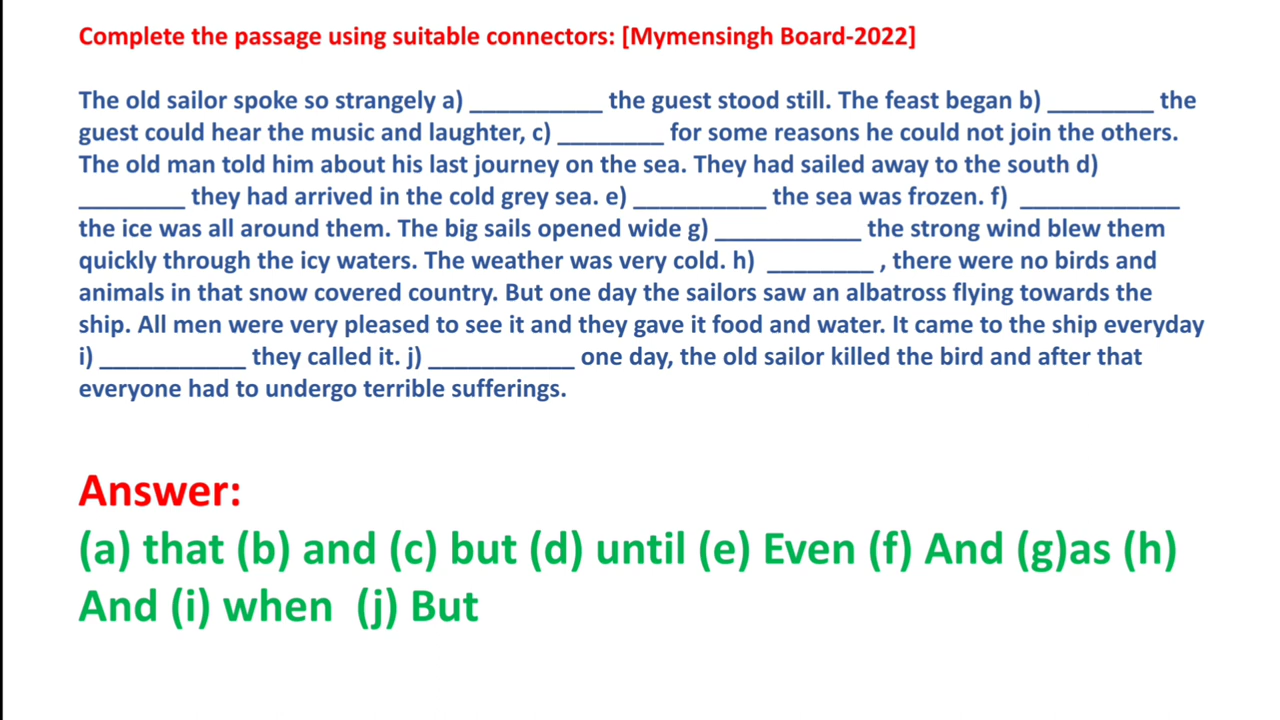 Complete the passage using suitable connectors: [Mymensingh Board-2022]
The old sailor spoke so strangely a) __________ the guest stood still. The feast began b) ________ the
guest could hear the music and laughter, c) ________ for some reasons he could not join the others.
The old man told him about his last journey on the sea. They had sailed away to the south d)
________ they had arrived in the cold grey sea. e) __________ the sea was frozen. f) ____________
the ice was all around them. The big sails opened wide g) ___________ the strong wind blew them
quickly through the icy waters. The weather was very cold. h) ________ , there were no birds and
animals in that snow covered country. But one day the sailors saw an albatross flying towards the
ship. All men were very pleased to see it and they gave it food and water. It came to the ship everyday
i) ___________ they called it. j) ___________ one day, the old sailor killed the bird and after that
everyone had to undergo terrible sufferings.
Answer:
(a) that (b) and (c) but (d) until (e) Even (f) And (g)as (h)
And (i) when (j) But